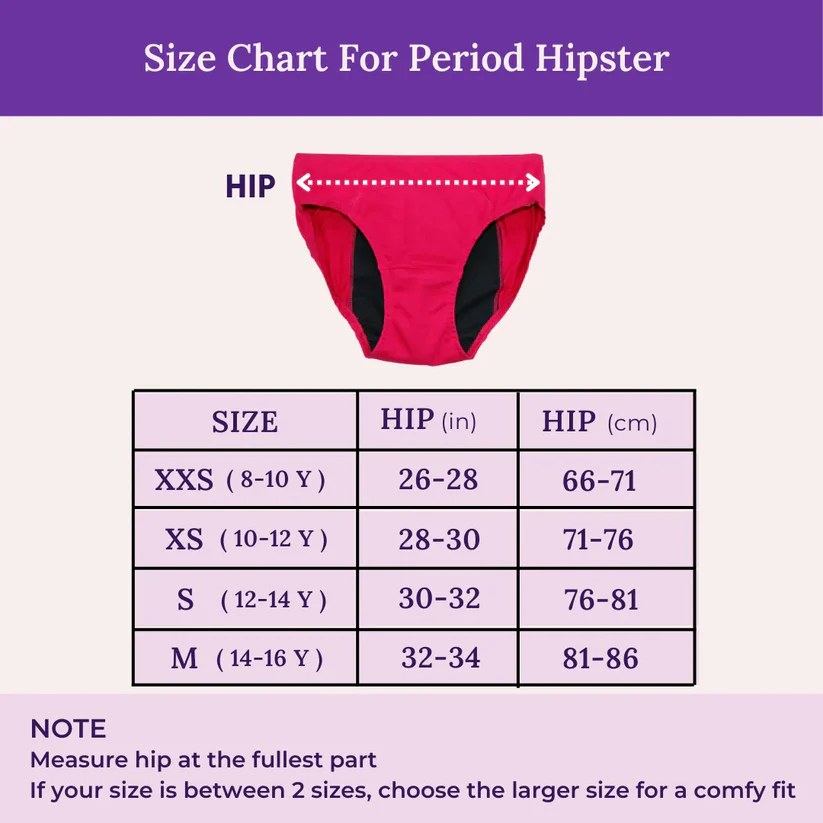 Size Chart For Period Hipster
HIP
SIZE HIP (in) HIP (cm)
XXS ( 8-10 Y ) 26-28 66-71
XS ( 10-12 Y ) 28-30 71-76
S ( 12-14 Y ) 30-32 76-81
M ( 14-16 Y ) 32-34 81-86
NOTE
Measure hip at the fullest part
If your size is between 2 sizes, choose the larger size for a comfy fit